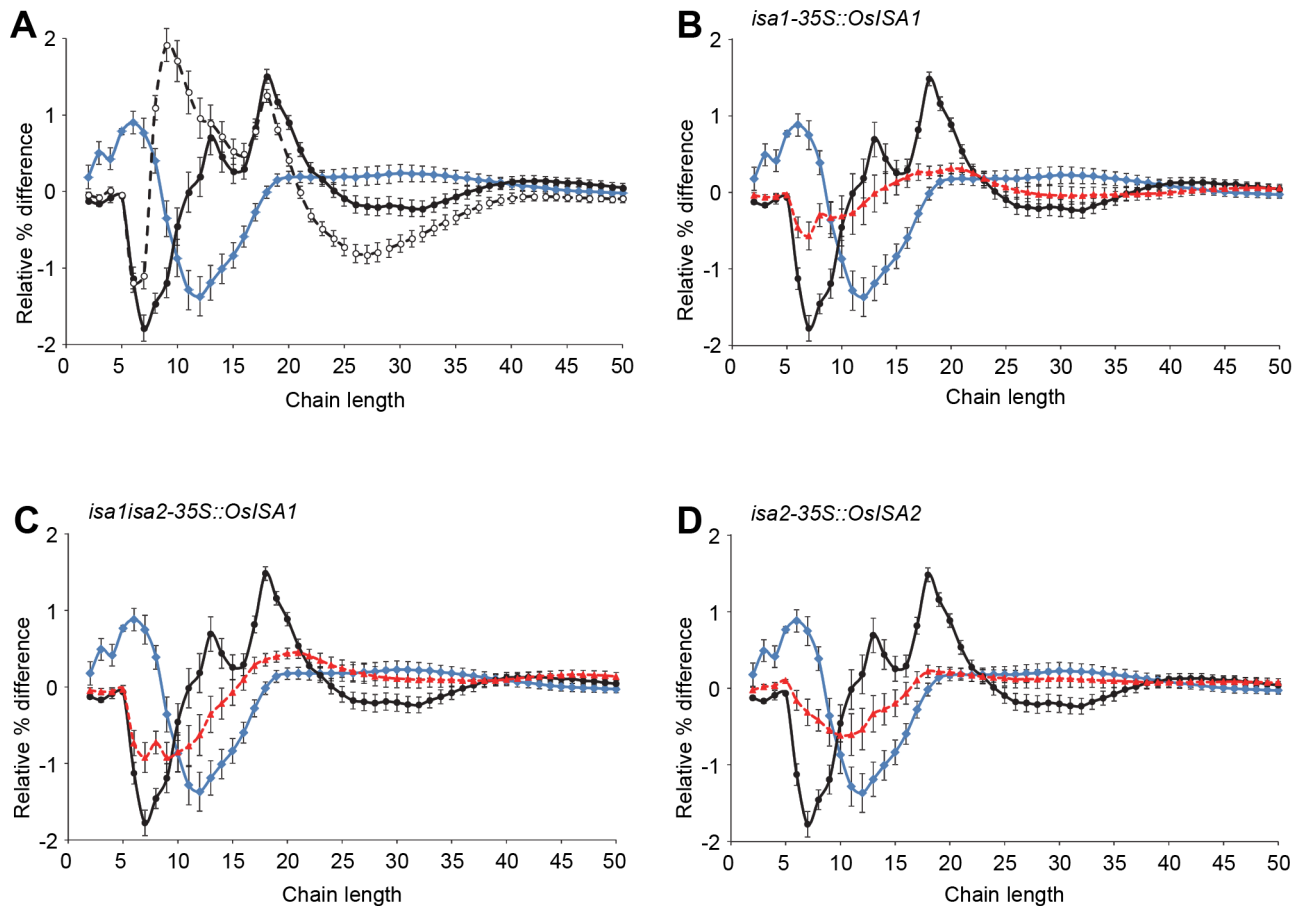 A
2
1
0
-1
-2
Relative % difference
0 5 10 15 20 25 30 35 40 45 50
Chain length
B
isa1-35S::OsISA1
2
1
0
-1
-2
Relative % difference
0 5 10 15 20 25 30 35 40 45 50
Chain length
C
isa1isa2-35S::OsISA1
2
1
0
-1
-2
Relative % difference
0 5 10 15 20 25 30 35 40 45 50
Chain length
D
isa2-35S::OsISA2
2
1
0
-1
-2
Relative % difference
0 5 10 15 20 25 30 35 40 45 50
Chain length